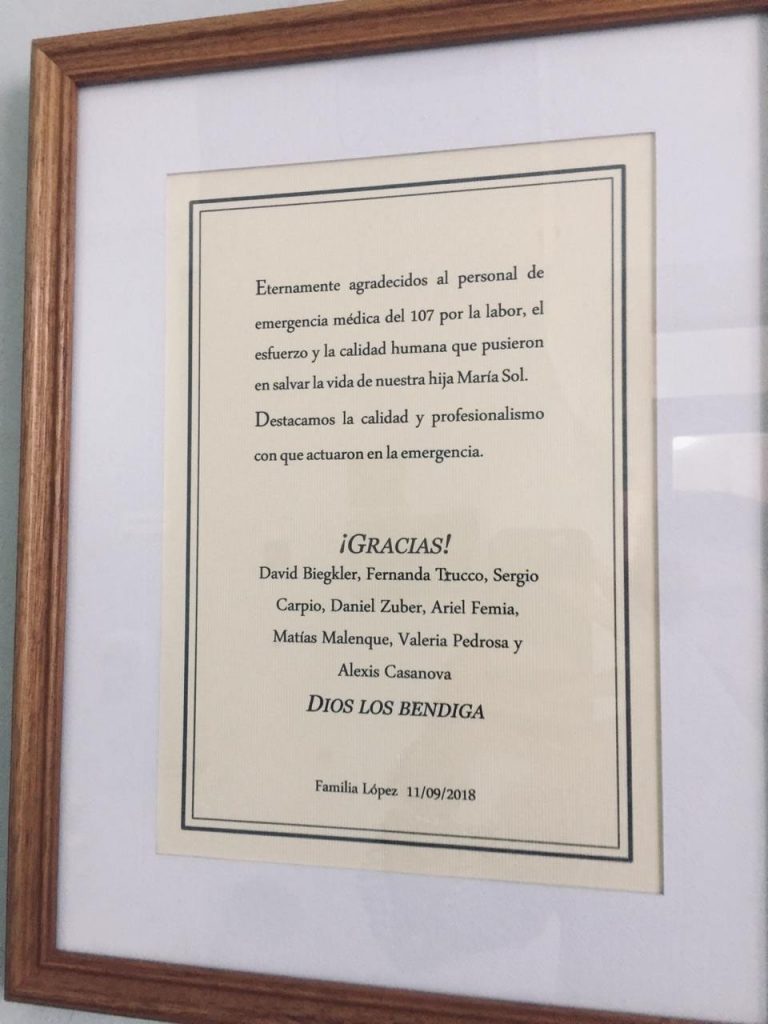 Eternamente agradecidos al personal de
emergencia médica del 107 por la labor, el
esfuerzo y la calidad humana que pusieron
en salvar la vida de nuestra hija María Sol.
Destacamos la calidad y profesionalismo
con que actuaron en la emergencia.
¡GRACIAS!
David Biegkler, Fernanda Trucco, Sergio
Carpio, Daniel Zuber, Ariel Femia,
Matías Malenque, Valeria Pedrosa y
Alexis Casanova
DIOS LOS BENDIGA
Familia López 11/09/2018